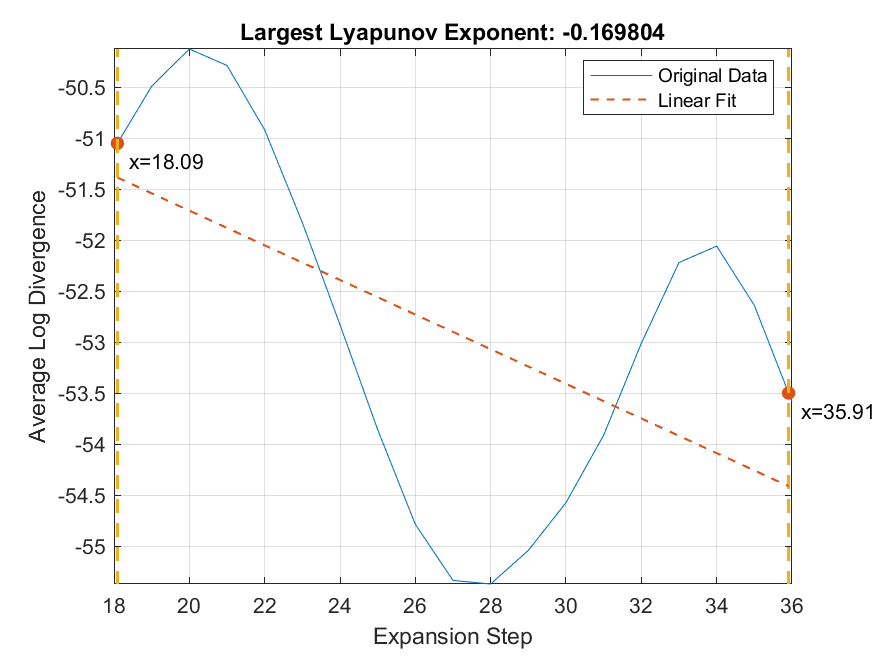 Largest Lyapunov Exponent: -0.169804
Original Data
Linear Fit
-50.5
-51
x=18.09
-51.5
-52
-52.5
-53
-53.5
x=35.91
-54
-54.5
-55
Average Log Divergence
18 20 22 24 26 28 30 32 34 36
Expansion Step